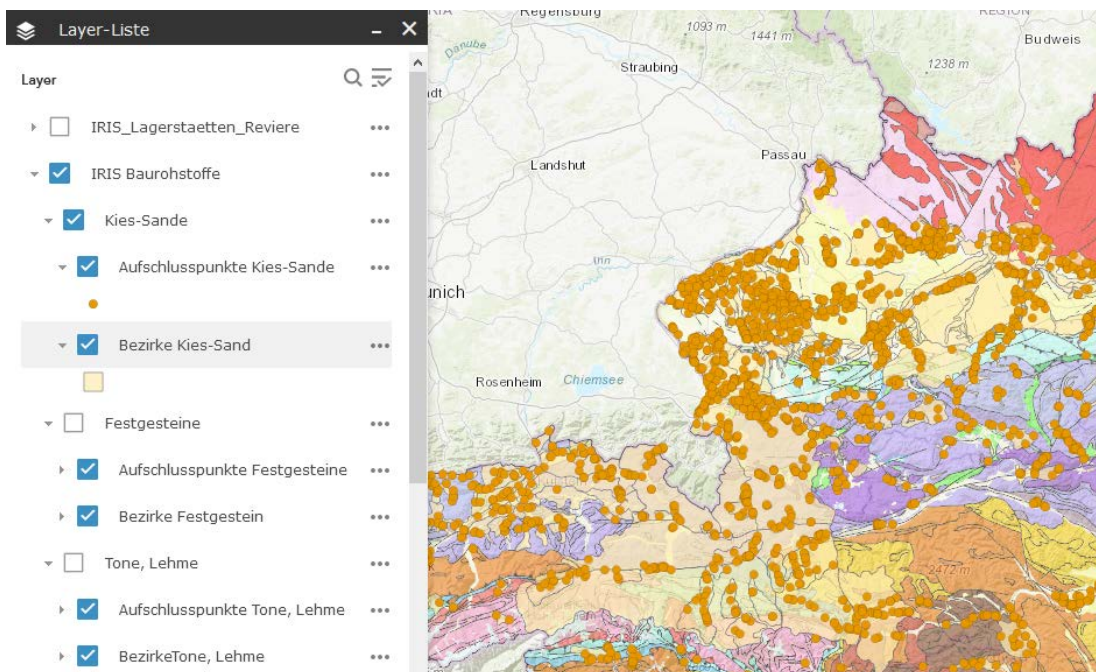 Layer-Liste
Layer
IRIS_Lagerstaetten_Reviere
IRIS Baurohstoffe
Kies-Sande
Aufschlusspunkte Kies-Sande
Bezirke Kies-Sand
Festgesteine
Aufschlusspunkte Festgesteine
Bezirke Festgestein
Tone, Lehme
Aufschlusspunkte Tone, Lehme
BezirkeTone, Lehme
Regensburg
REGION
1093 m
1441 m
Budweis
Danube
Straubing
1238 m
Passau
Landshut
Inn
unich
Rosenheim
Chiemsee
2472 m